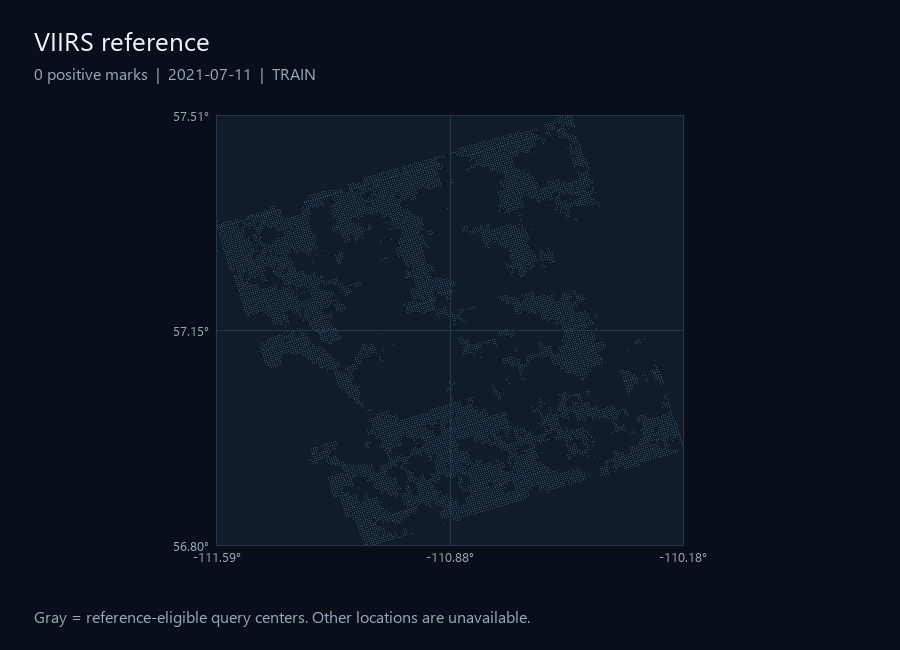 VIIRS reference
0 positive marks | 2021-07-11 | TRAIN
57.51°
57.15°
56.80°
-111.59° -110.88° -110.18°
Gray = reference-eligible query centers. Other locations are unavailable.